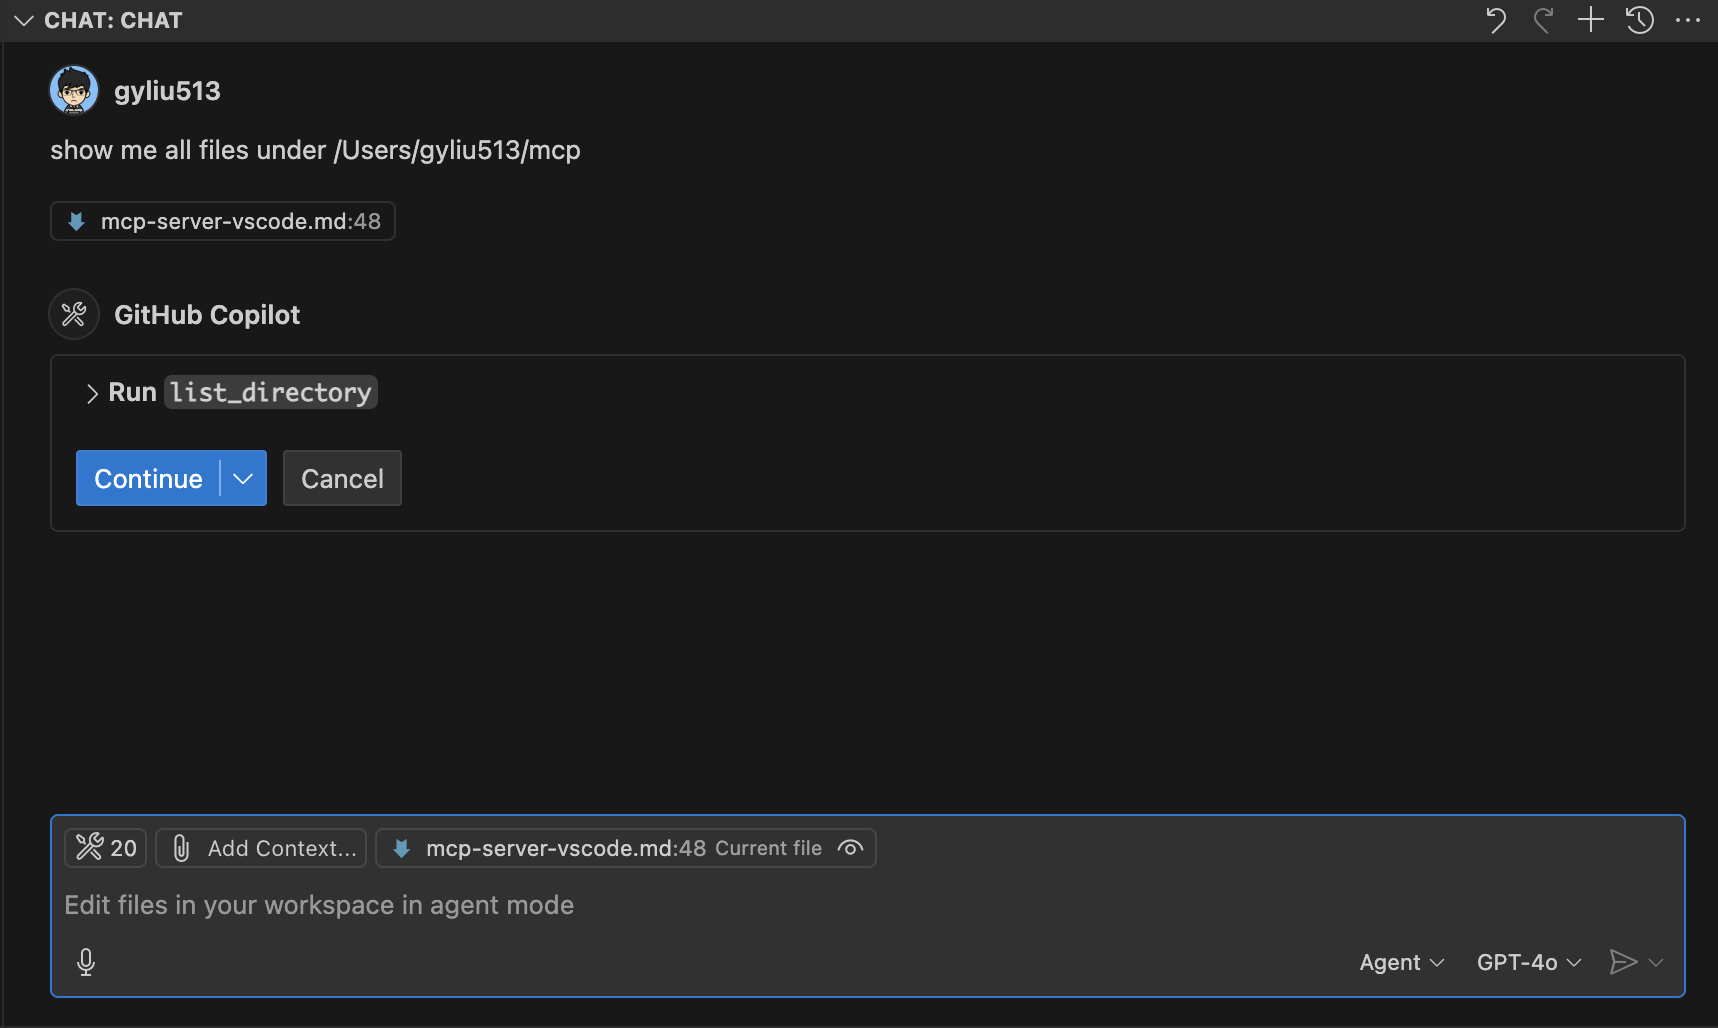 CHAT: CHAT
gyliu513
show me all files under /Users/gyliu513/mcp
mcp-server-vscode.md:48
GitHub Copilot
Run list_directory
Continue
Cancel
20
Add Context...
mcp-server-vscode.md:48 Current file
Edit files in your workspace in agent mode
Agent
GPT-4o